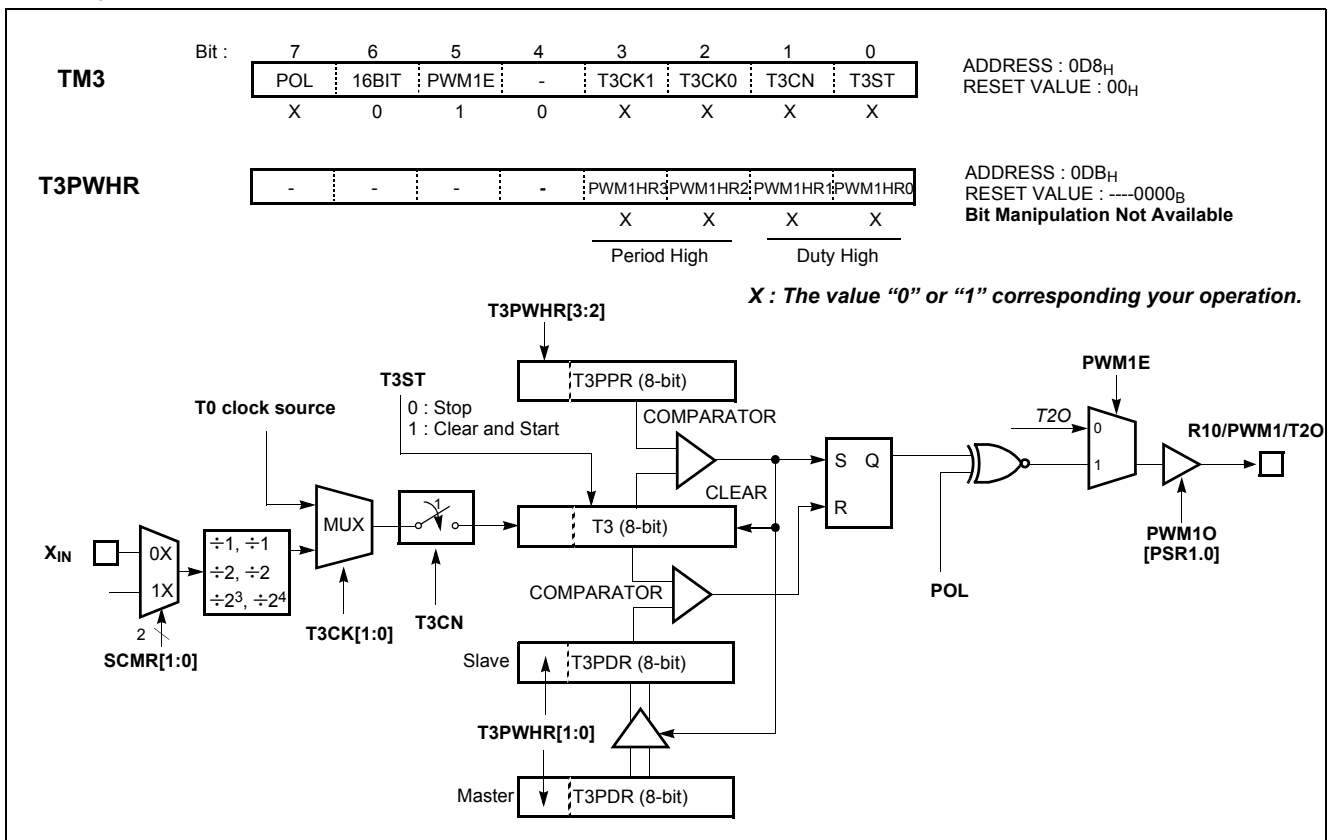 Bit : 7 6 5 4 3 2 1 0
TM3 POL 16BIT PWM1E - T3CK1 T3CK0 T3CN T3ST
X 0 1 0 X X X X
ADDRESS : 0D8H
RESET VALUE : 00H
T3PWHR - - - - PWM1HR3 PWM1HR2 PWM1HR1 PWM1HR0
X X X X
Period High Duty High
ADDRESS : 0DBH
RESET VALUE : ----0000B
Bit Manipulation Not Available
X : The value “0” or “1” corresponding your operation.
T3PWHR[3:2]
T3PPR (8-bit)
T3ST
0 : Stop
1 : Clear and Start
COMPARATOR
PWM1E
T0 clock source
T2O
0
1
R10/PWM1/T2O
S Q
R
CLEAR
MUX
1
T3 (8-bit)
XIN
0X
1X
÷1, ÷1
÷2, ÷2
÷2³, ÷2⁴
PWM1O
[PSR1.0]
POL
COMPARATOR
2
SCMR[1:0]
T3CK[1:0]
T3CN
Slave
T3PDR (8-bit)
T3PWHR[1:0]
Master
T3PDR (8-bit)